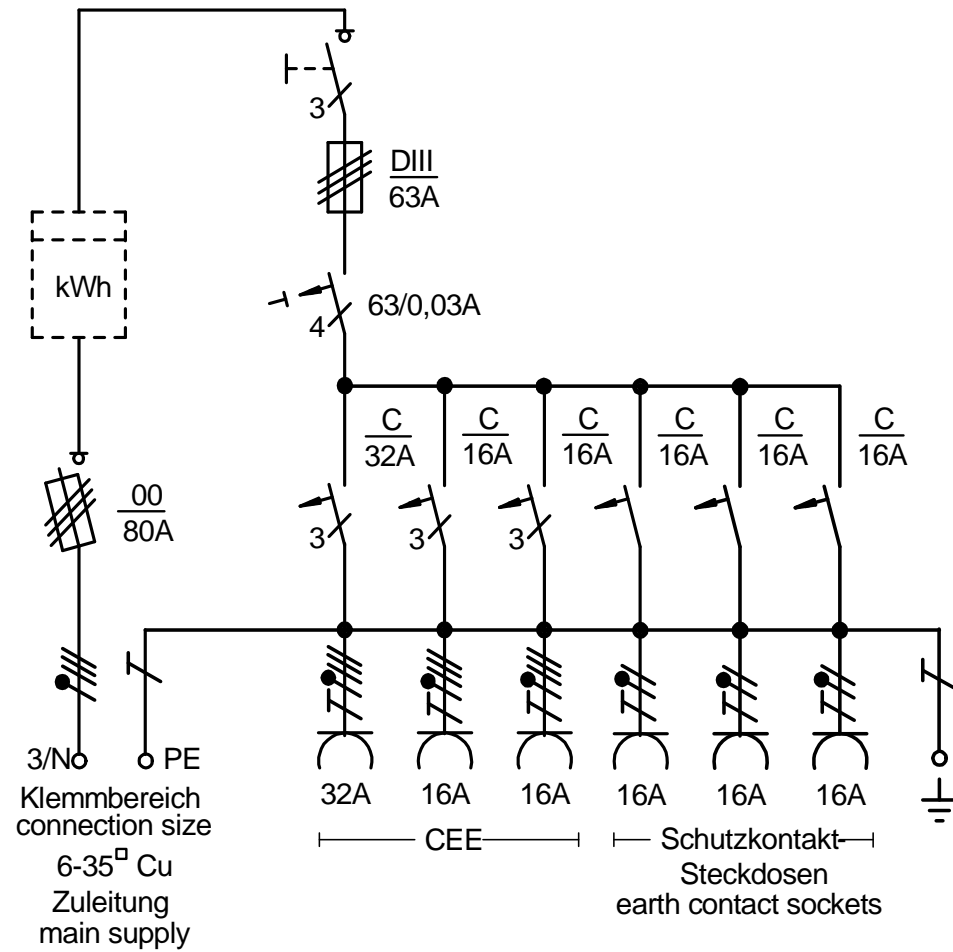 3
DIII
63A
kWh
63/0,03A
4
C
32A
C
16A
C
16A
C
16A
C
16A
C
16A
00
80A
3
3
3
3/N
PE
32A
16A
16A
16A
16A
16A
Klemmbereich
connection size
6-35□ Cu
Zuleitung
main supply
CEE
Schutzkontakt-
Steckdosen
earth contact sockets